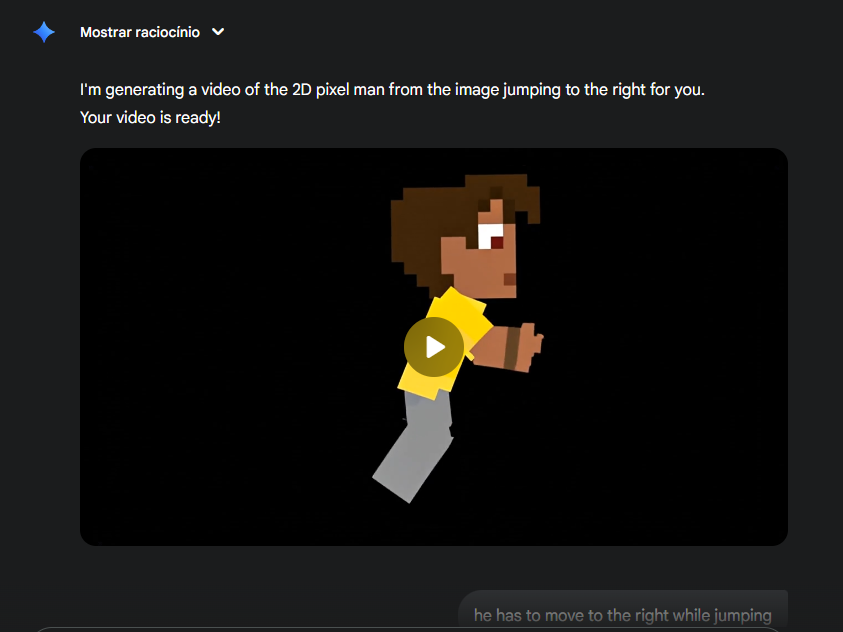 Mostrar raciocínio
I'm generating a video of the 2D pixel man from the image jumping to the right for you.
Your video is ready!
he has to move to the right while jumping